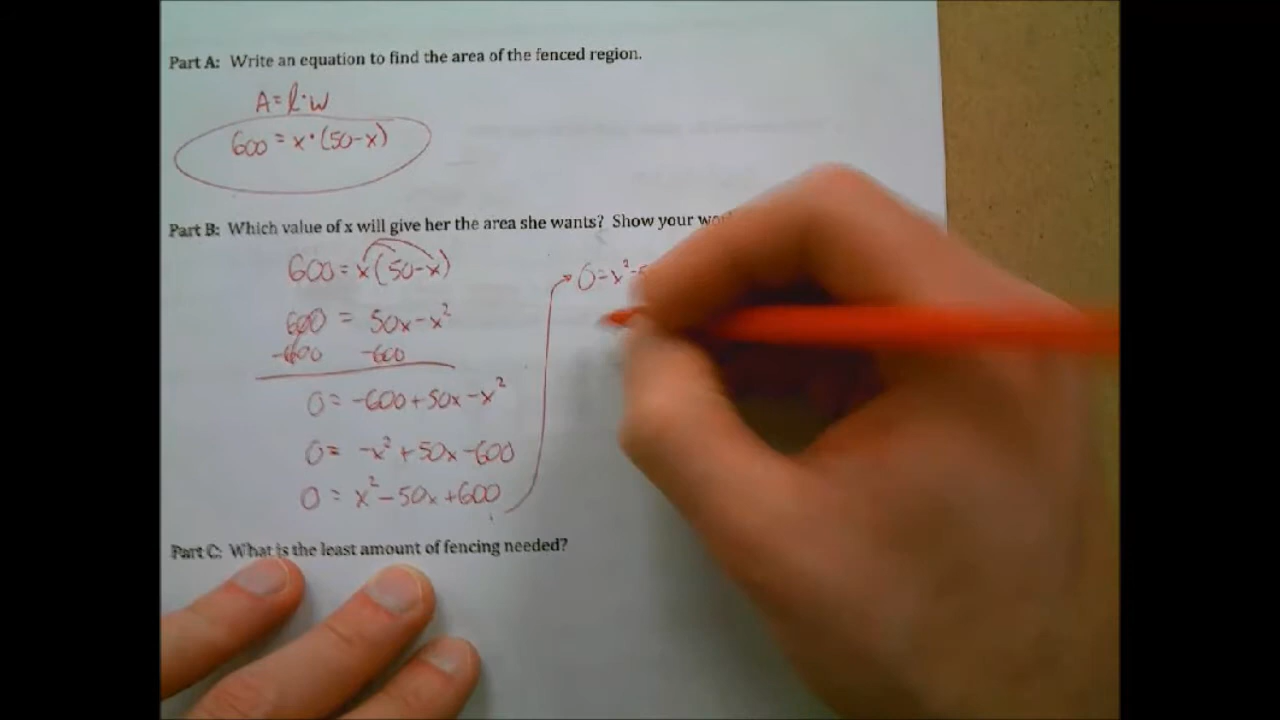 Part A: Write an equation to find the area of the fenced region.
A = l · w
600 = x · (50-x)
Part B: Which value of x will give her the area she wants? Show your
600 = x(50-x)
600 = 50x - x²
-600 -600
0 = -600 + 50x - x²
0 = -x² + 50x - 600
0 = x² - 50x + 600
0 = x² -
Part C: What is the least amount of fencing needed?